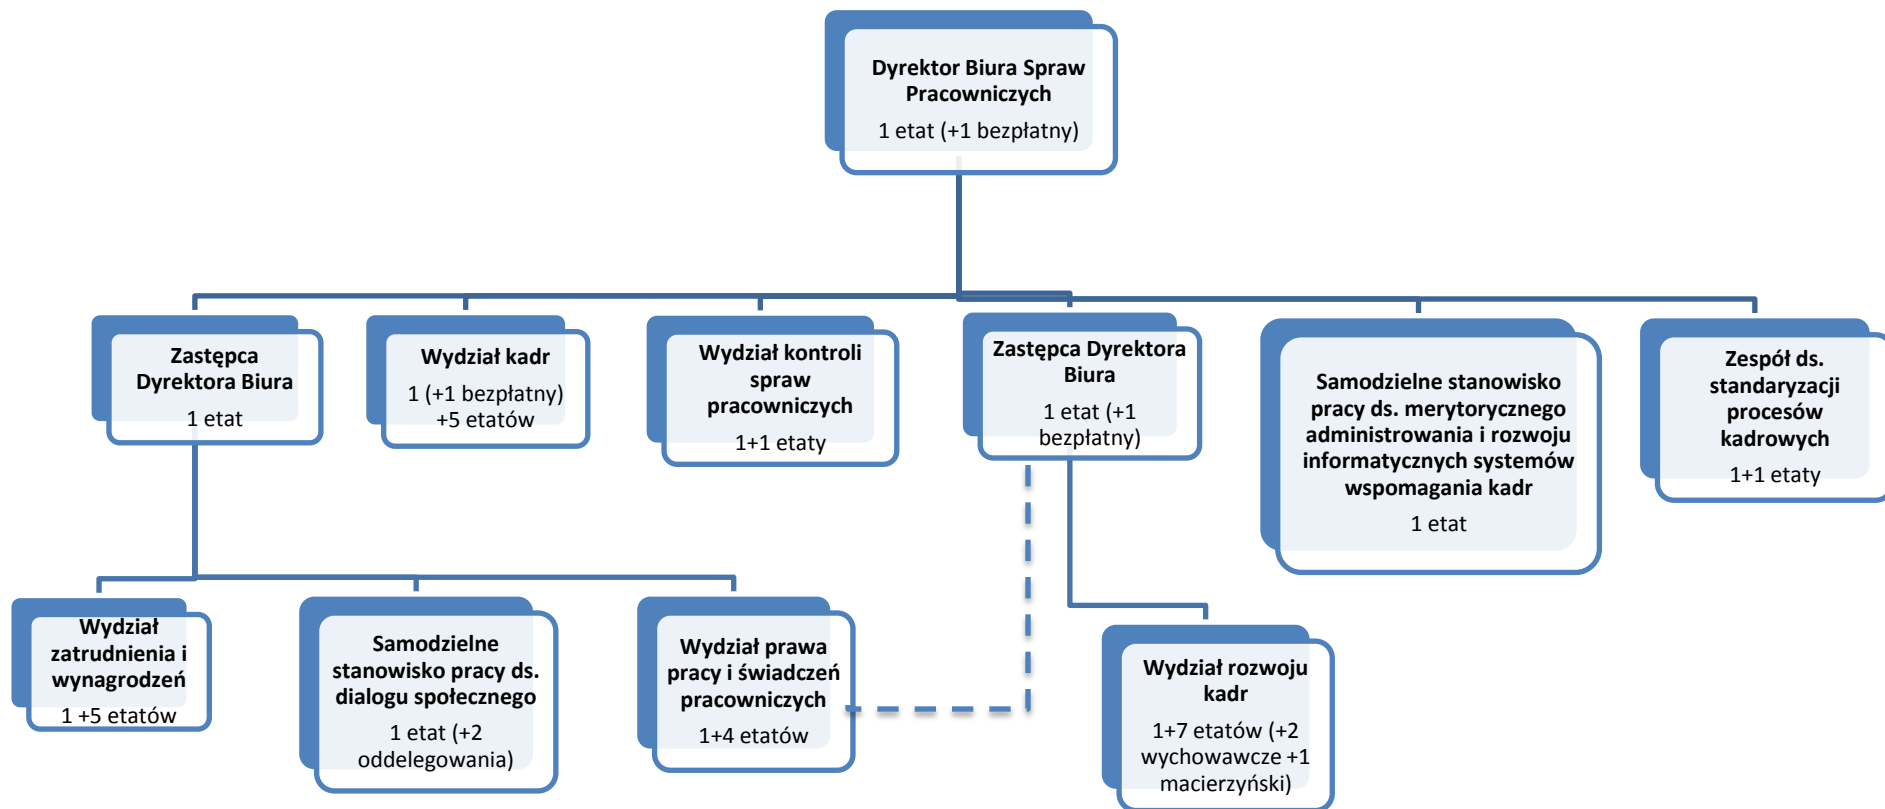 Dyrektor Biura Spraw
Pracowniczych
1 etat (+1 bezpłatny)
Zastępca
Dyrektora Biura
1 etat
Wydział kadr
1 (+1 bezpłatny)
+5 etatów
Wydział kontroli
spraw
pracowniczych
1+1 etaty
Zastępca Dyrektora
Biura
1 etat (+1
bezpłatny)
Samodzielne stanowisko
pracy ds. merytorycznego
administrowania i rozwoju
informatycznych systemów
wspomagania kadr
1 etat
Zespół ds.
standaryzacji
procesów
kadrowych
1+1 etaty
Wydział
zatrudnienia i
wynagrodzeń
1 +5 etatów
Samodzielne
stanowisko pracy ds.
dialogu społecznego
1 etat (+2
oddelegowania)
Wydział prawa
pracy i świadczeń
pracowniczych
1+4 etatów
Wydział rozwoju
kadr
1+7 etatów (+2
wychowawcze +1
macierzyński)